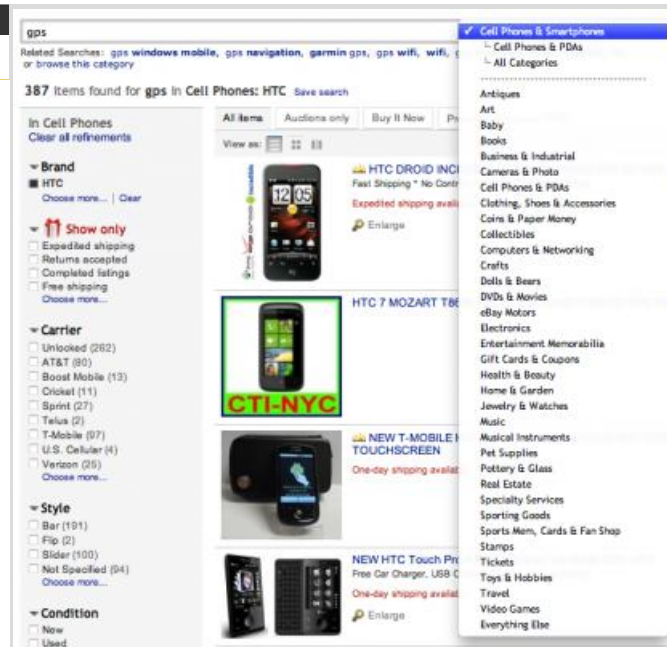 gps
Related Searches: gps windows mobile, gps navigation, garmin gps, gps wifi, wifi,
or browse this category
387 items found for gps in Cell Phones: HTC Save search
In Cell Phones
Clear all refinements
Brand
HTC
Choose more... | Clear
Show only
Expedited shipping
Returns accepted
Completed listings
Free shipping
Choose more...
Carrier
Unlocked (262)
AT&T (80)
Boost Mobile (13)
Cricket (11)
Sprint (27)
Telus (2)
T-Mobile (97)
U.S. Cellular (4)
Verizon (25)
Choose more...
Style
Bar (191)
Flip (2)
Slider (100)
Not Specified (94)
Choose more...
Condition
New
Used
All items Auctions only Buy It Now
View as:
HTC DROID INC
Fast Shipping * No Contr
Expedited shipping avail
Enlarge
12 05
HTC 7 MOZART T86
CTI-NYC
NEW T-MOBILE
TOUCHSCREEN
One-day shipping availab
NEW HTC Touch Pro
Free Car Charger, USB C
One-day shipping availab
Enlarge
Cell Phones & Smartphones
Cell Phones & PDAs
All Categories
Antiques
Art
Baby
Books
Business & Industrial
Cameras & Photo
Cell Phones & PDAs
Clothing, Shoes & Accessories
Coins & Paper Money
Collectibles
Computers & Networking
Crafts
Dolls & Bears
DVDs & Movies
eBay Motors
Electronics
Entertainment Memorabilia
Gift Cards & Coupons
Health & Beauty
Home & Garden
Jewelry & Watches
Music
Musical Instruments
Pet Supplies
Pottery & Glass
Real Estate
Specialty Services
Sporting Goods
Sports Mem, Cards & Fan Shop
Stamps
Tickets
Toys & Hobbies
Travel
Video Games
Everything Else